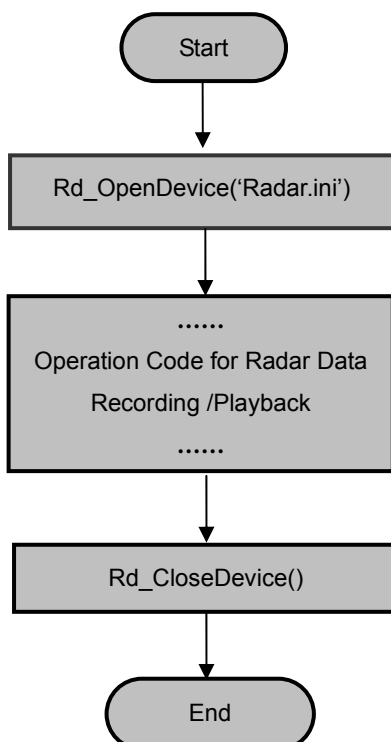 Start
Rd_OpenDevice(‘Radar.ini’)
......
Operation Code for Radar Data
Recording /Playback
......
Rd_CloseDevice()
End